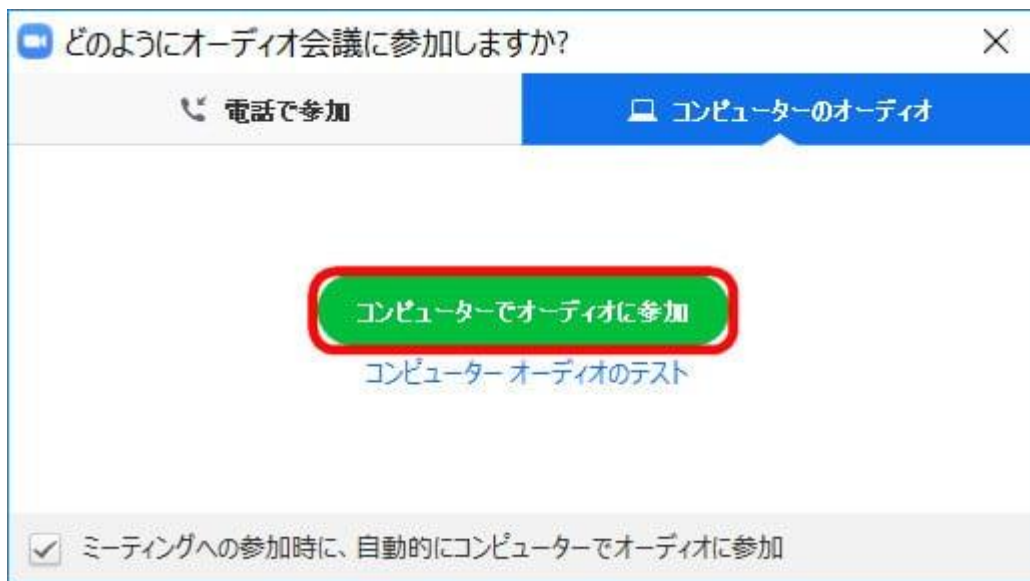 どのようにオーディオ会議に参加しますか?
電話で参加
コンピューターのオーディオ
コンピューターでオーディオに参加
コンピューター オーディオのテスト
ミーティングへの参加時に、自動的にコンピューターでオーディオに参加